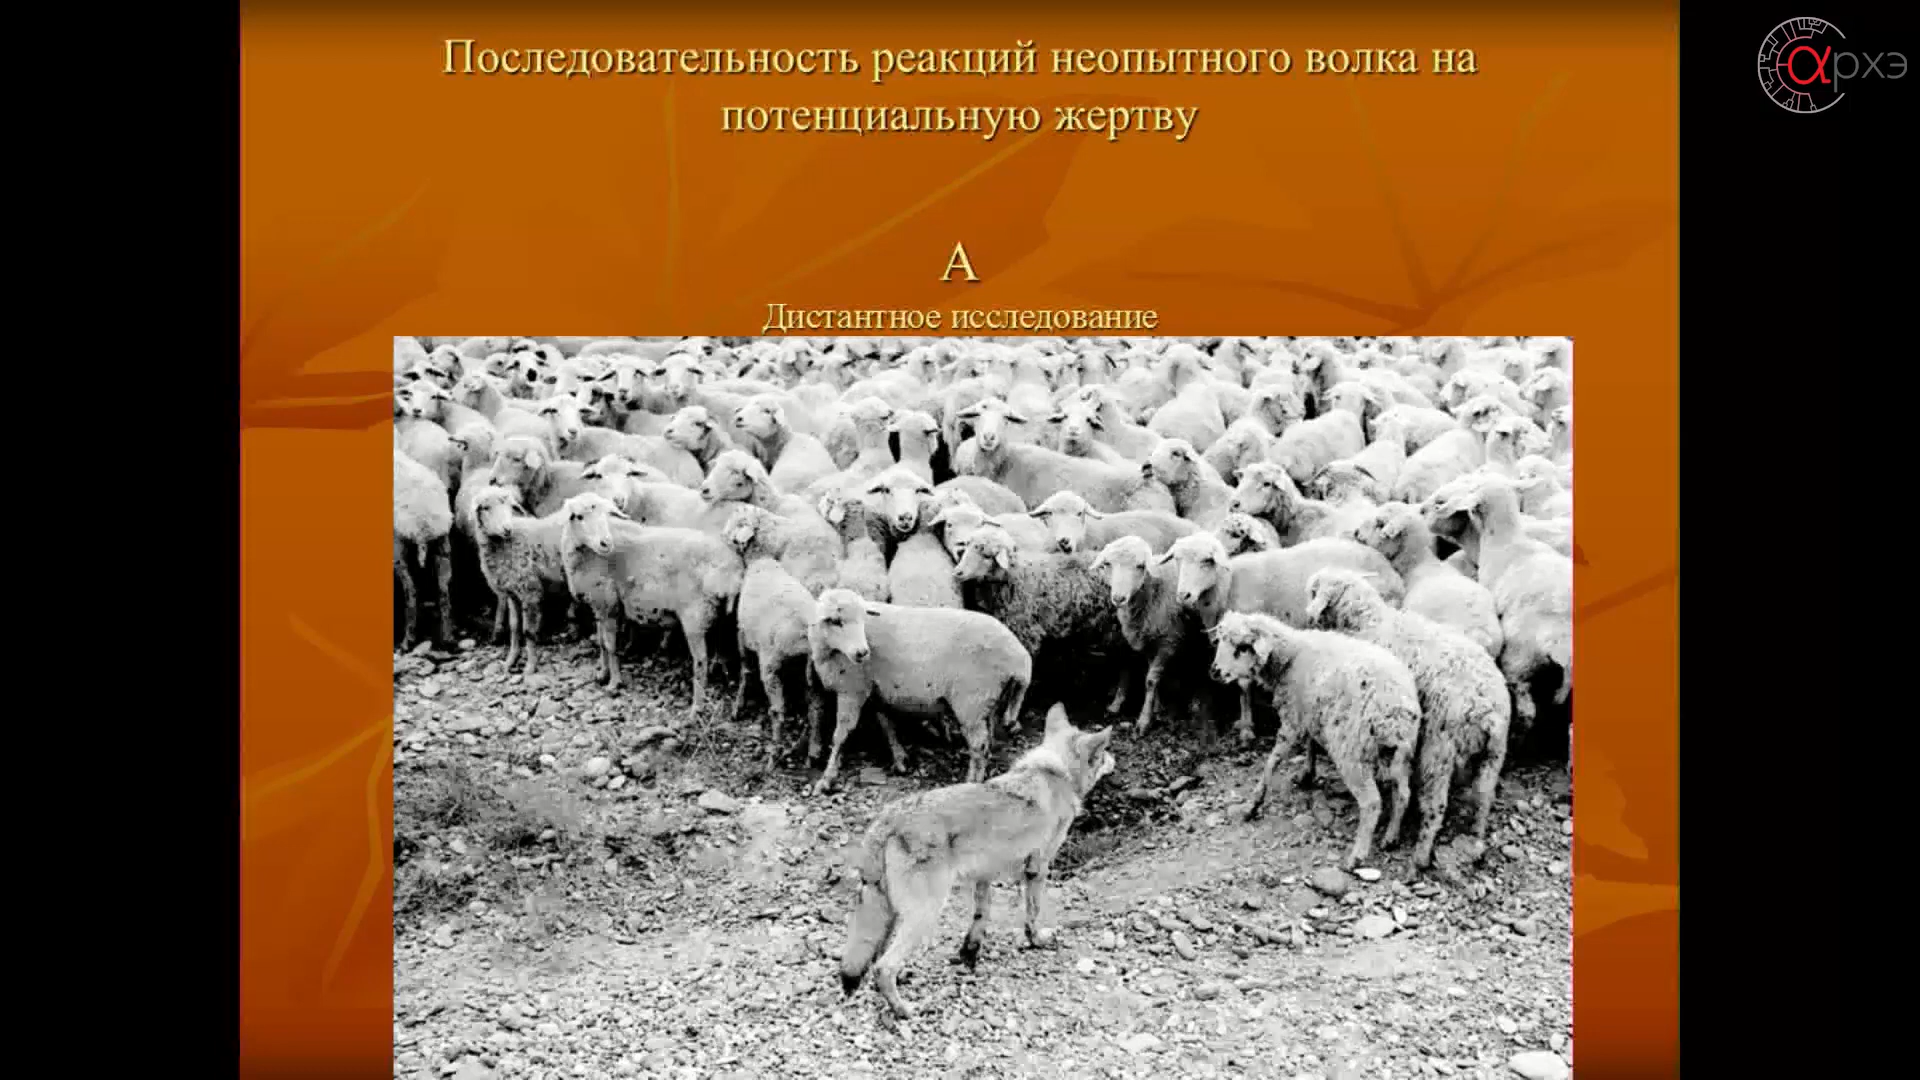 Последовательность реакций неопытного волка на
потенциальную жертву
А
Дистантное исследование
αрхэ